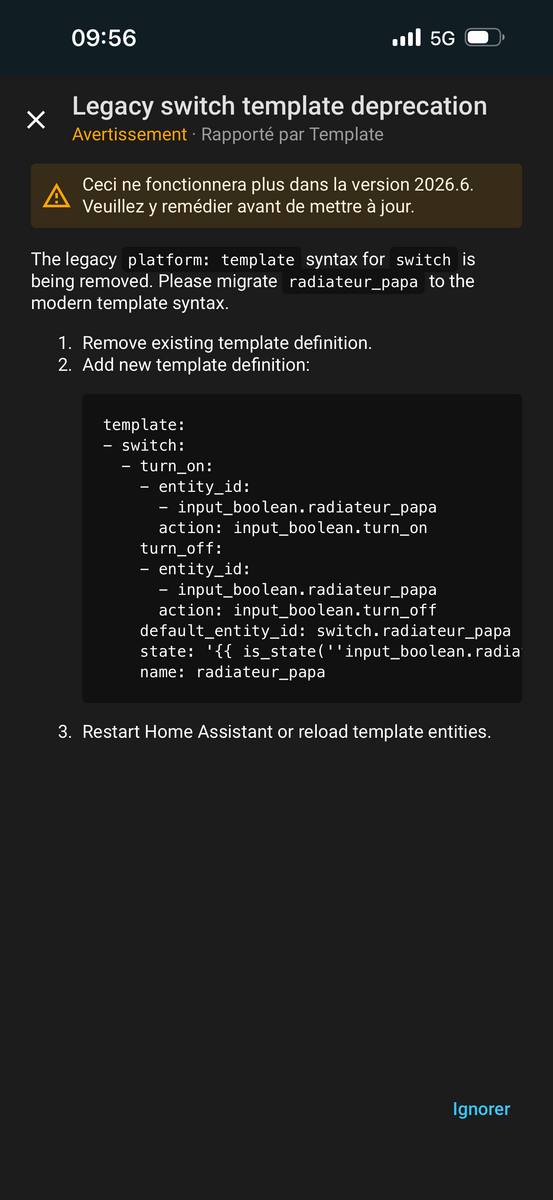 09:56
5G
Legacy switch template deprecation
Avertissement · Rapporté par Template
Ceci ne fonctionnera plus dans la version 2026.6.
Veuillez y remédier avant de mettre à jour.
The legacy platform: template syntax for switch is
being removed. Please migrate radiateur_papa to the
modern template syntax.
1. Remove existing template definition.
2. Add new template definition:
template:
- switch:
  - turn_on:
    - entity_id:
      - input_boolean.radiateur_papa
      action: input_boolean.turn_on
    turn_off:
    - entity_id:
      - input_boolean.radiateur_papa
      action: input_boolean.turn_off
    default_entity_id: switch.radiateur_papa
    state: '{{ is_state(''input_boolean.radia
    name: radiateur_papa
3. Restart Home Assistant or reload template entities.
Ignorer